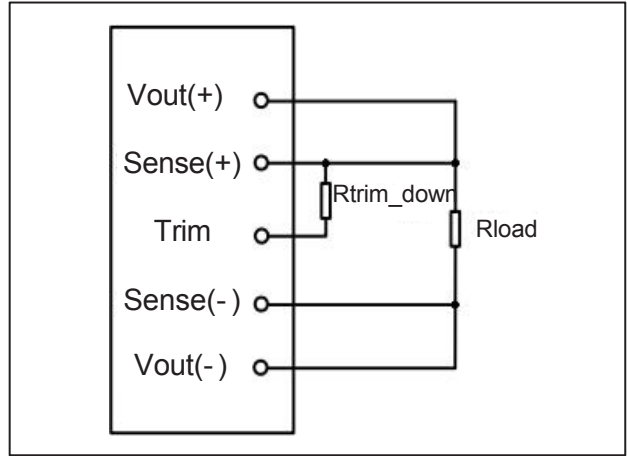 Vout(+)
Sense(+)
Rtrim_down
Trim
Rload
Sense(-)
Vout(-)